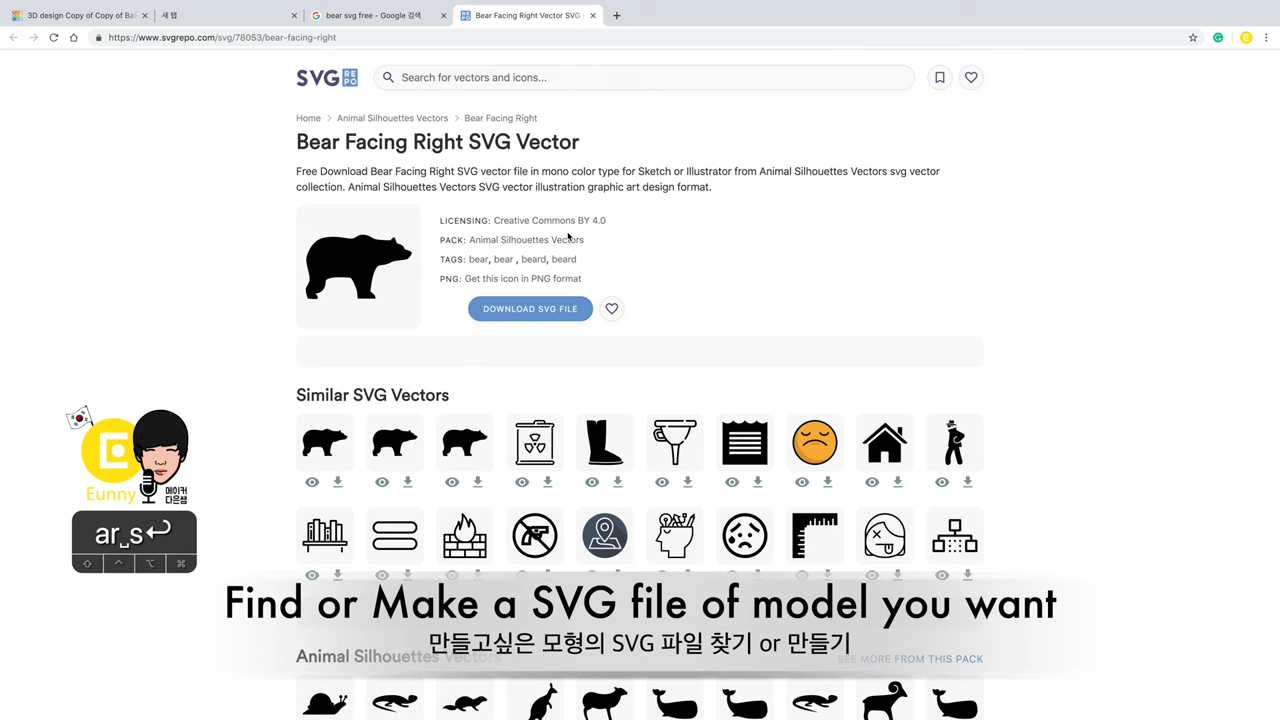 3D design Copy of Copy of Bal
새 탭
bear svg free - Google 검색
Bear Facing Right Vector SVG
https://www.svgrepo.com/svg/78053/bear-facing-right
SVG REPO
Search for vectors and icons...
Home > Animal Silhouettes Vectors > Bear Facing Right
Bear Facing Right SVG Vector
Free Download Bear Facing Right SVG vector file in mono color type for Sketch or Illustrator from Animal Silhouettes Vectors svg vector
collection. Animal Silhouettes Vectors SVG vector illustration graphic art design format.
LICENSING: Creative Commons BY 4.0
PACK: Animal Silhouettes Vectors
TAGS: bear, bear , beard, beard
PNG: Get this icon in PNG format
DOWNLOAD SVG FILE
Similar SVG Vectors
E
Eunny
메이커
다은쌤
ar␣s↩
Find or Make a SVG file of model you want
만들고싶은 모형의 SVG 파일 찾기 or 만들기
Animal Silhouettes
SEE MORE FROM THIS PACK